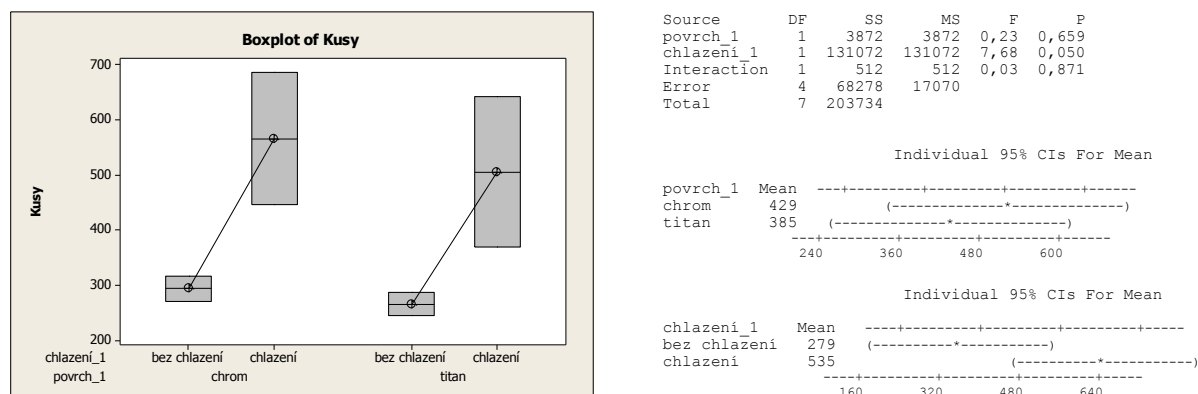 Boxplot of Kusy
700
600
500
400
300
200
Kusy
chlazení_1 bez chlazení chlazení bez chlazení chlazení
povrch_1 chrom titan
Source DF SS MS F P
povrch_1 1 3872 3872 0,23 0,659
chlazení_1 1 131072 131072 7,68 0,050
Interaction 1 512 512 0,03 0,871
Error 4 68278 17070
Total 7 203734
Individual 95% CIs For Mean
povrch_1 Mean ---+---------+---------+---------+------
chrom 429 (--------------*--------------)
titan 385 (--------------*--------------)
---+---------+---------+---------+------
240 360 480 600
Individual 95% CIs For Mean
chlazení_1 Mean ----+---------+---------+---------+-----
bez chlazení 279 (----------*-----------)
chlazení 535 (----------*-----------)
----+---------+---------+---------+-----
160 320 480 640